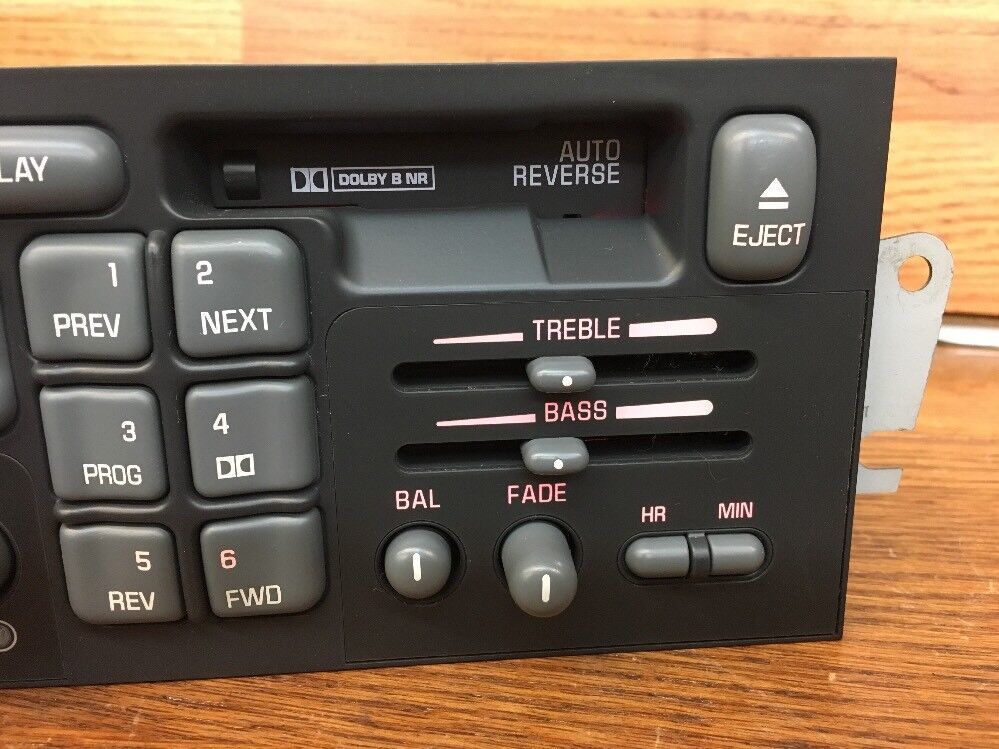 LAY
DOLBY B NR
AUTO
REVERSE
EJECT
1
PREV
2
NEXT
3
PROG
4
5
REV
6
FWD
TREBLE
BASS
BAL
FADE
HR
MIN